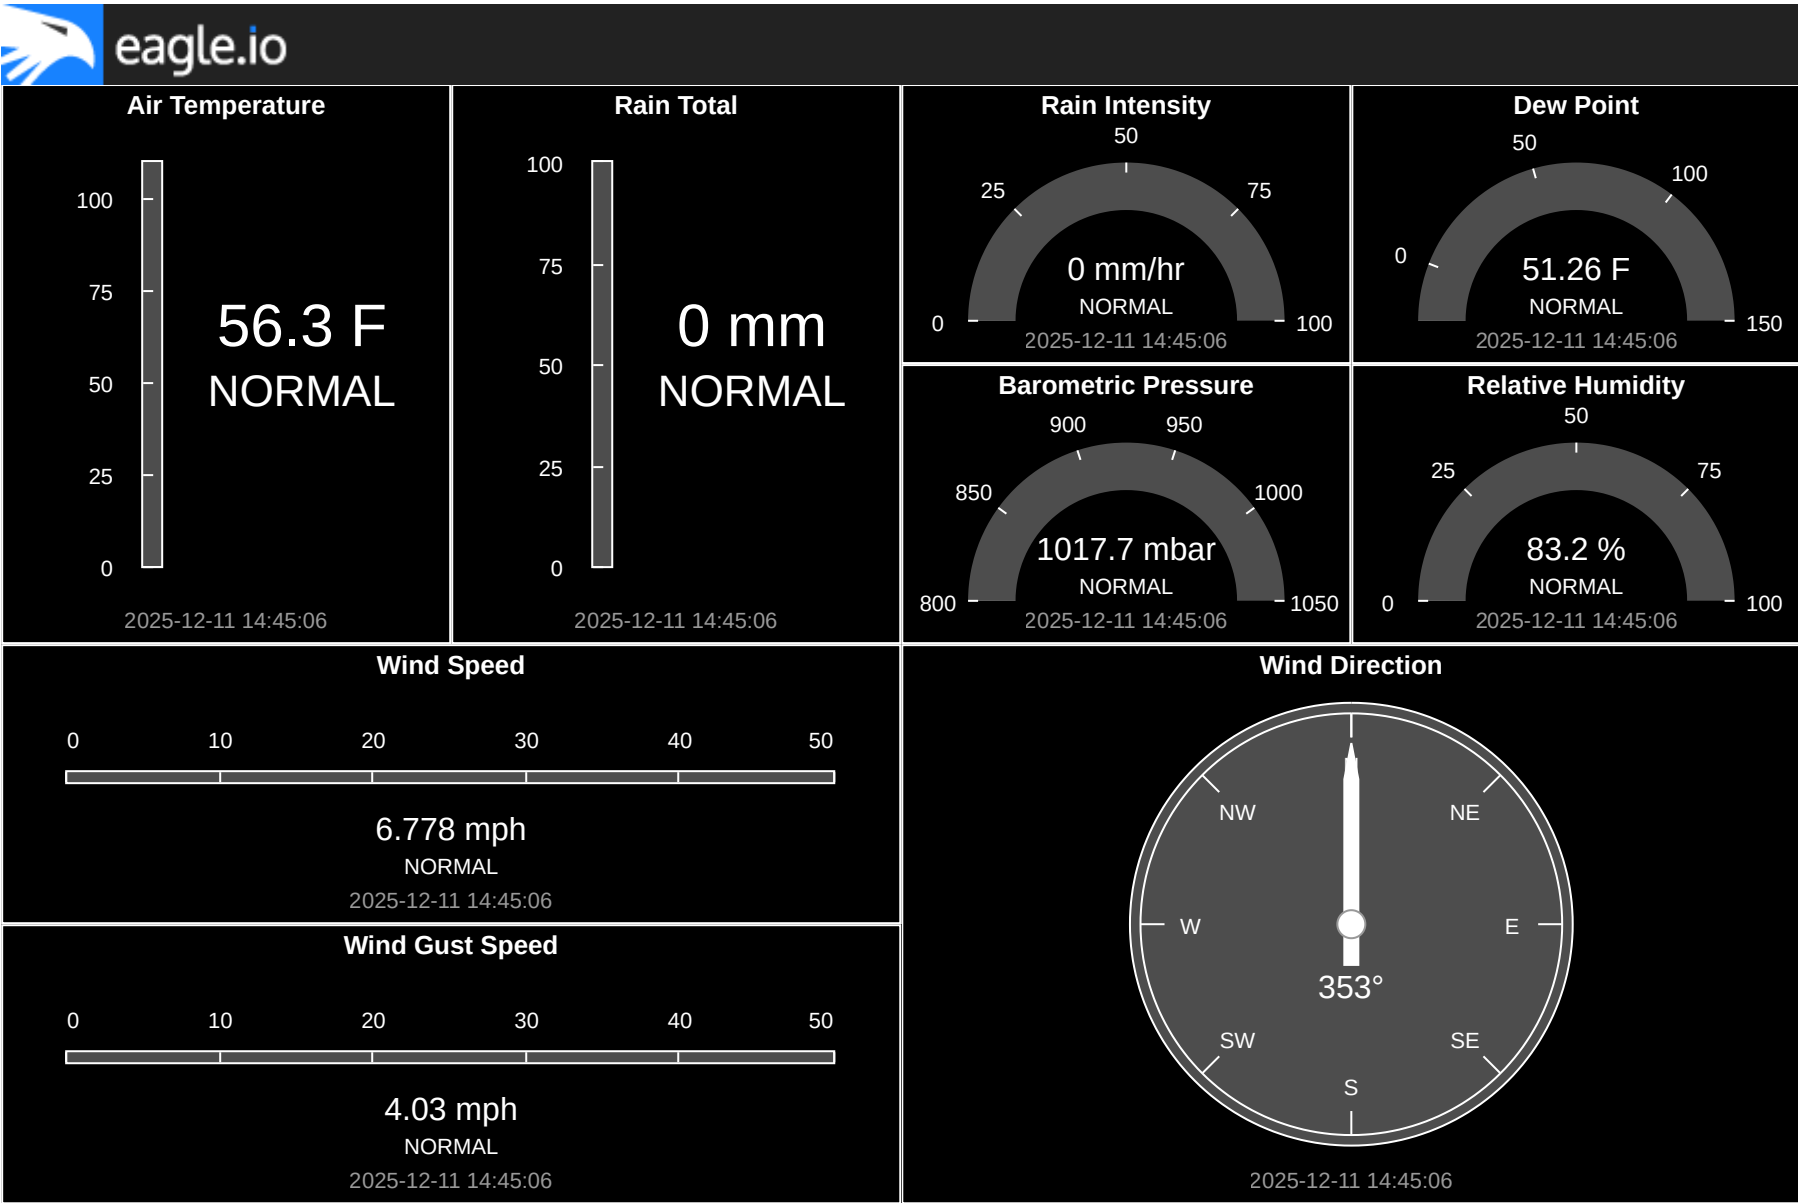 eagle.io
Air Temperature
100
75
50
25
0
56.3 F
NORMAL
2025-12-11 14:45:06
Rain Total
100
75
50
25
0
0 mm
NORMAL
2025-12-11 14:45:06
Rain Intensity
50
25
75
0 mm/hr
NORMAL
0
100
2025-12-11 14:45:06
Dew Point
50
100
0
51.26 F
NORMAL
150
2025-12-11 14:45:06
Barometric Pressure
900
950
850
1000
1017.7 mbar
NORMAL
800
1050
2025-12-11 14:45:06
Relative Humidity
50
25
75
83.2 %
NORMAL
0
100
2025-12-11 14:45:06
Wind Speed
0 10 20 30 40 50
6.778 mph
NORMAL
2025-12-11 14:45:06
Wind Gust Speed
0 10 20 30 40 50
4.03 mph
NORMAL
2025-12-11 14:45:06
Wind Direction
NW
NE
W
E
353°
SW
SE
S
2025-12-11 14:45:06